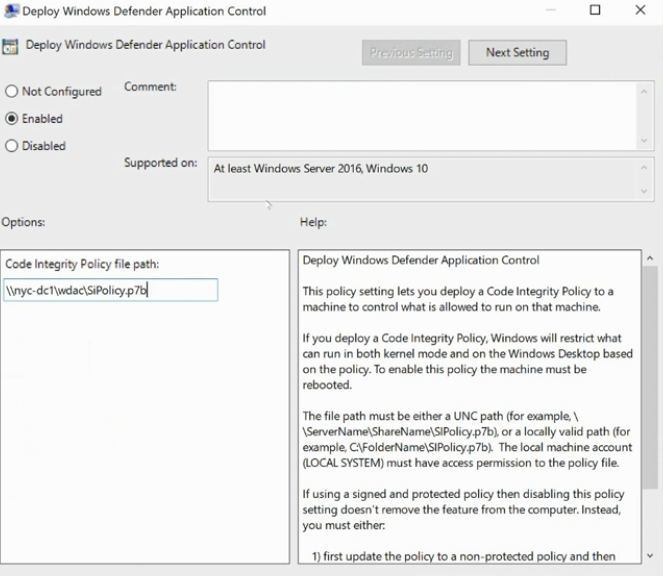 Deploy Windows Defender Application Control
Deploy Windows Defender Application Control
Previous Setting
Next Setting
Not Configured
Enabled
Disabled
Comment:
Supported on:
At least Windows Server 2016, Windows 10
Options:
Help:
Code Integrity Policy file path:
\\nyc-dc1\wdac\SiPolicy.p7b
Deploy Windows Defender Application Control
This policy setting lets you deploy a Code Integrity Policy to a
machine to control what is allowed to run on that machine.
If you deploy a Code Integrity Policy, Windows will restrict what
can run in both kernel mode and on the Windows Desktop based
on the policy. To enable this policy the machine must be
rebooted.
The file path must be either a UNC path (for example, \
\ServerName\ShareName\SIPolicy.p7b), or a locally valid path (for
example, C:\FolderName\SIPolicy.p7b).  The local machine account
(LOCAL SYSTEM) must have access permission to the policy file.
If using a signed and protected policy then disabling this policy
setting doesn't remove the feature from the computer. Instead,
you must either:
1) first update the policy to a non-protected policy and then